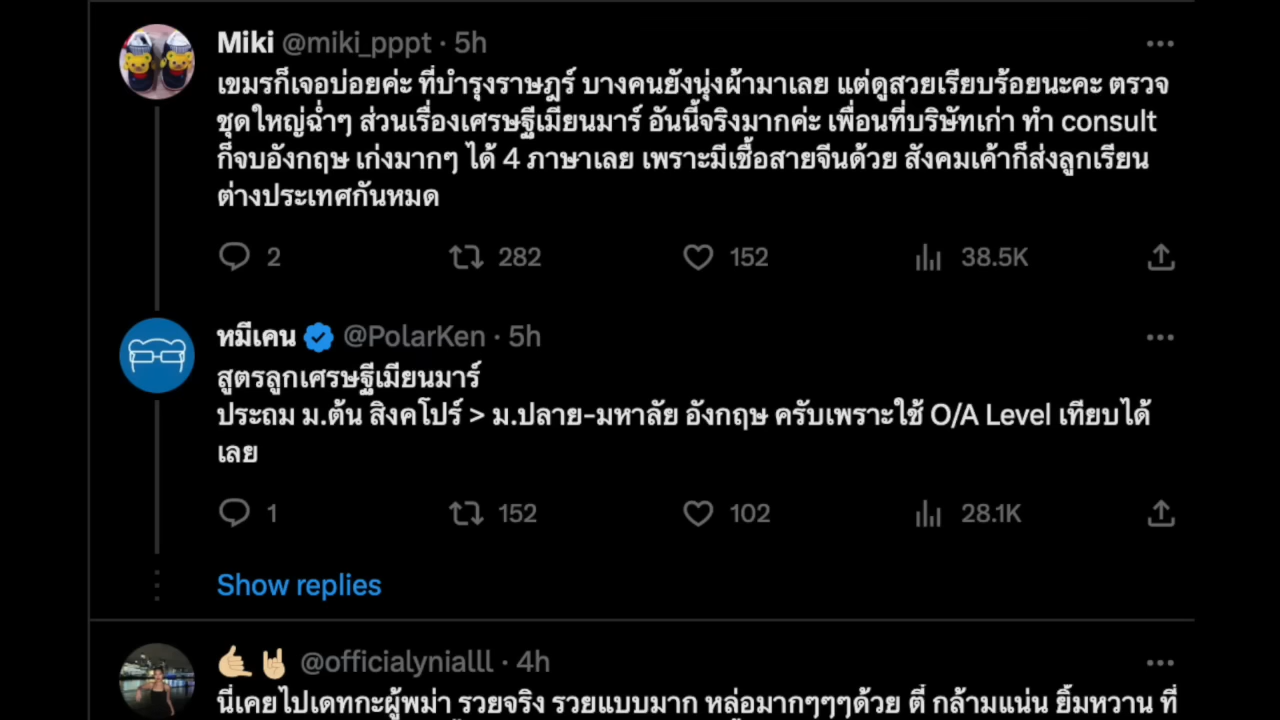 Miki @miki_pppt · 5h
เขมรก็เจอบ่อยค่ะ ที่บำรุงราษฎร์ บางคนยังนุ่งผ้ามาเลย แต่ดูสวยเรียบร้อยนะคะ ตรวจ
ชุดใหญ่ฉ่ำๆ ส่วนเรื่องเศรษฐีเมียนมาร์ อันนี้จริงมากค่ะ เพื่อนที่บริษัทเก่า ทำ consult
ก็จบอังกฤษ เก่งมากๆ ได้ 4 ภาษาเลย เพราะมีเชื้อสายจีนด้วย สังคมเค้าก็ส่งลูกเรียน
ต่างประเทศกันหมด
2 282 152 38.5K
หมีเคน @PolarKen · 5h
สูตรลูกเศรษฐีเมียนมาร์
ประถม ม.ต้น สิงคโปร์ > ม.ปลาย-มหาลัย อังกฤษ ครับเพราะใช้ O/A Level เทียบได้
เลย
1 152 102 28.1K
Show replies
🤙🏼 🤘🏼 @officialynialll · 4h
นี่เคยไปเดทกะผู้พม่า รวยจริง รวยแบบมาก หล่อมากๆๆๆด้วย ตี๋ กล้ามแน่น ยิ้มหวาน ที่